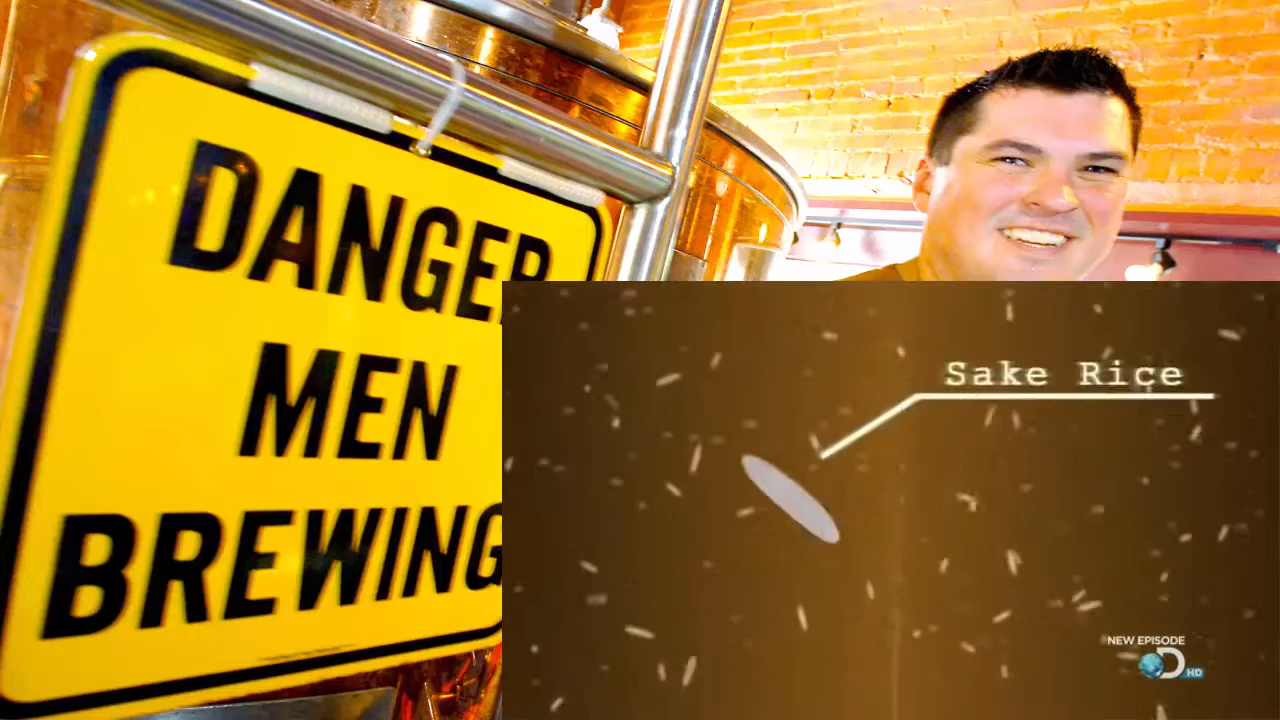 DANGER
MEN
BREWING
Sake Rice
NEW EPISODE
D HD